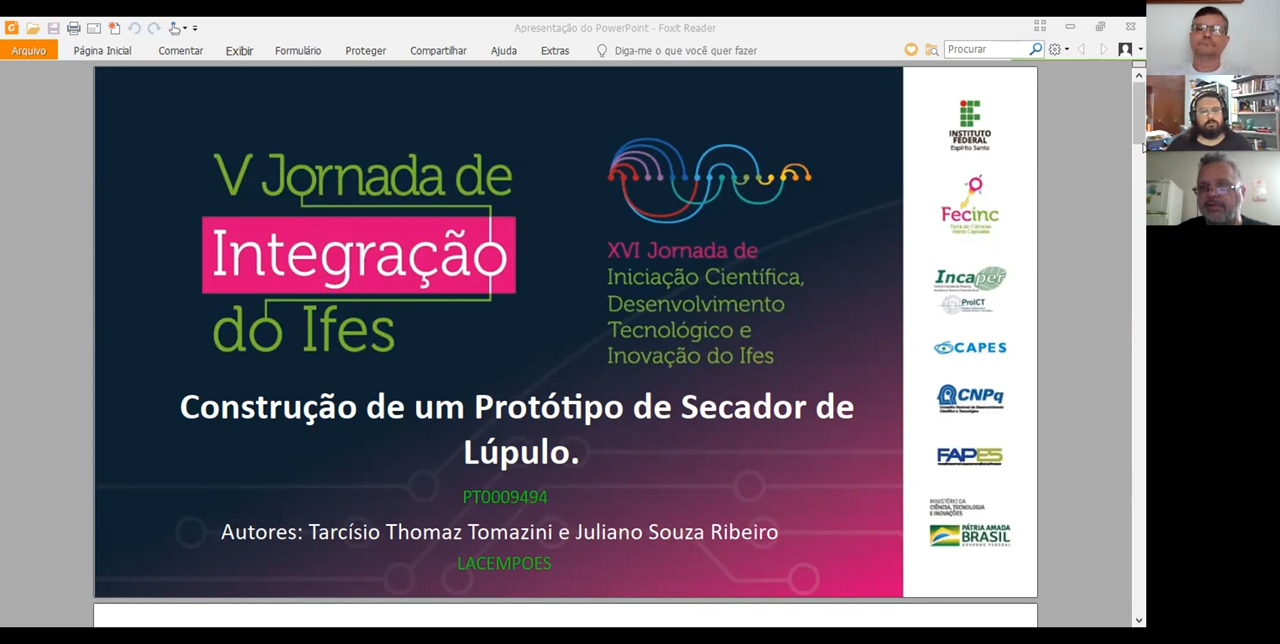 Apresentação do PowerPoint - Foxit Reader
Arquivo
Página Inicial
Comentar
Exibir
Formulário
Proteger
Compartilhar
Ajuda
Extras
Diga-me o que você quer fazer
Procurar
V Jornada de
Integração
do Ifes
XVI Jornada de
Iniciação Científica,
Desenvolvimento
Tecnológico e
Inovação do Ifes
Construção de um Protótipo de Secador de
Lúpulo.
PT0009494
Autores: Tarcísio Thomaz Tomazini e Juliano Souza Ribeiro
LACEMPOES
INSTITUTO
FEDERAL
Espírito Santo
Fecinc
Incaper
ProICT
CAPES
CNPq
FAPES
MINISTÉRIO DA
CIÊNCIA, TECNOLOGIA
E INOVAÇÕES
PÁTRIA AMADA
BRASIL
GOVERNO FEDERAL